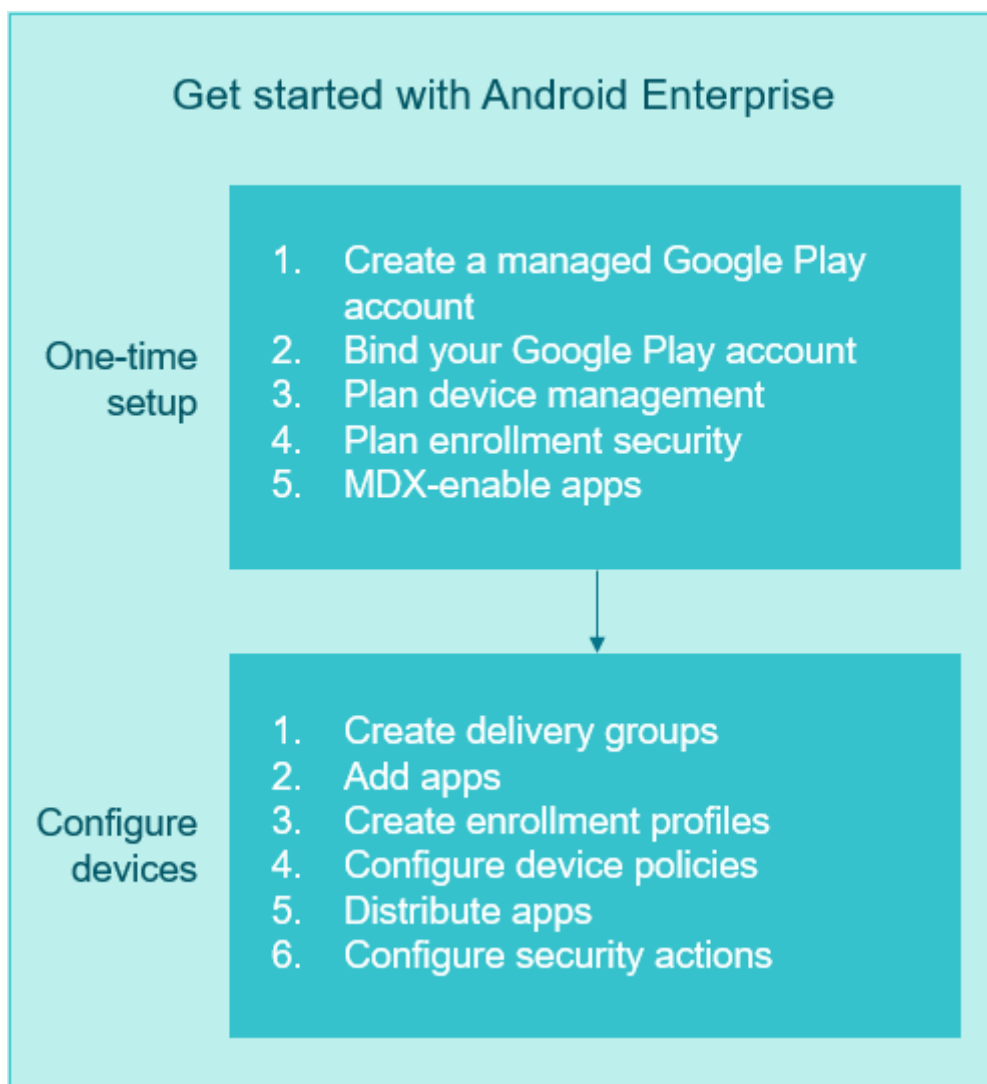 Get started with Android Enterprise
One-time
setup
1. Create a managed Google Play
account
2. Bind your Google Play account
3. Plan device management
4. Plan enrollment security
5. MDX-enable apps
Configure
devices
1. Create delivery groups
2. Add apps
3. Create enrollment profiles
4. Configure device policies
5. Distribute apps
6. Configure security actions